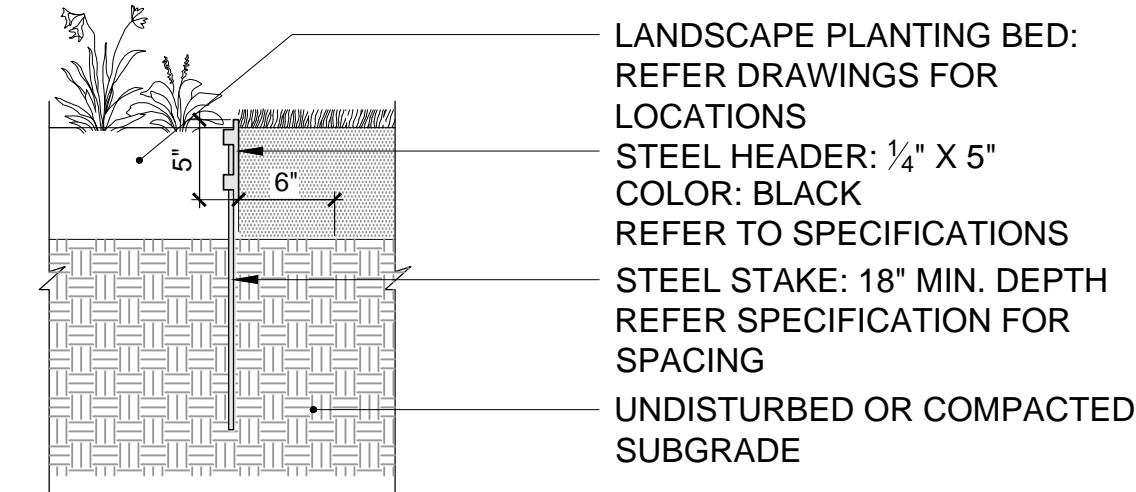 LANDSCAPE PLANTING BED:
REFER DRAWINGS FOR
LOCATIONS
STEEL HEADER: ¼" X 5"
COLOR: BLACK
REFER TO SPECIFICATIONS
STEEL STAKE: 18" MIN. DEPTH
REFER SPECIFICATION FOR
SPACING
UNDISTURBED OR COMPACTED
SUBGRADE
5"
6"